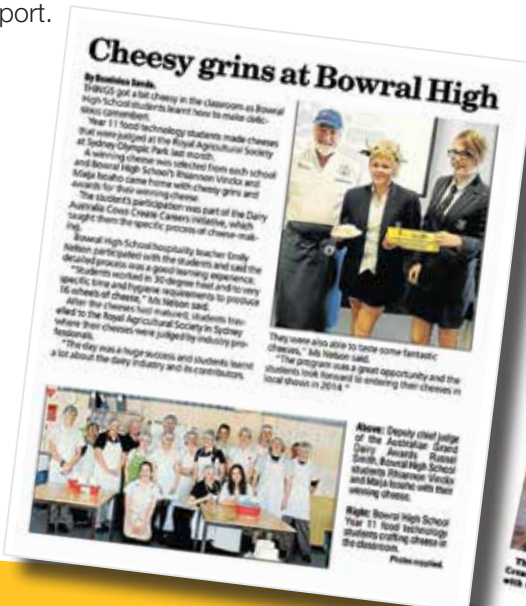 port.
Cheesy grins at Bowral High
By Dominica Sanda
THINGS got a bit cheesy in the classroom as Bowral
High School students learnt how to make delic-
ious camembert.
Year 11 food technology students made cheeses
that were judged at the Royal Agricultural Society
at Sydney Olympic Park last month.
A winning cheese was selected from each school
and Bowral High School's Rhiannon Vinckx and
Maija Isoaho came home with cheesy grins and
awards for their winning cheese.
The student's participation was part of the Dairy
Australia Cows Create Careers initiative, which
taught them the specific process of cheese-mak-
ing.
Bowral High School hospitality teacher Emily
Nelson participated with the students and said the
detailed process was a good learning experience.
"Students worked in 30 degree heat and to very
specific time and hygiene requirements to produce
16 wheels of cheese," Ms Nelson said.
After the cheeses had matured, students trav-
elled to the Royal Agricultural Society in Sydney
where their cheeses were judged by industry pro-
fessionals.
"The day was a huge success and students learnt
a lot about the dairy industry and its contributors.
They were also able to taste some fantastic
cheeses," Ms Nelson said.
"The program was a great opportunity and the
students look forward to entering their cheeses in
local shows in 2014."
Above: Deputy chief judge
of the Australian Grand
Dairy Awards Russell
Smith, Bowral High School
students Rhiannon Vinckx
and Maija Isoaho with their
winning cheese.
Right: Bowral High School
Year 11 food technology
students crafting cheese in
the classroom.
Photos supplied.